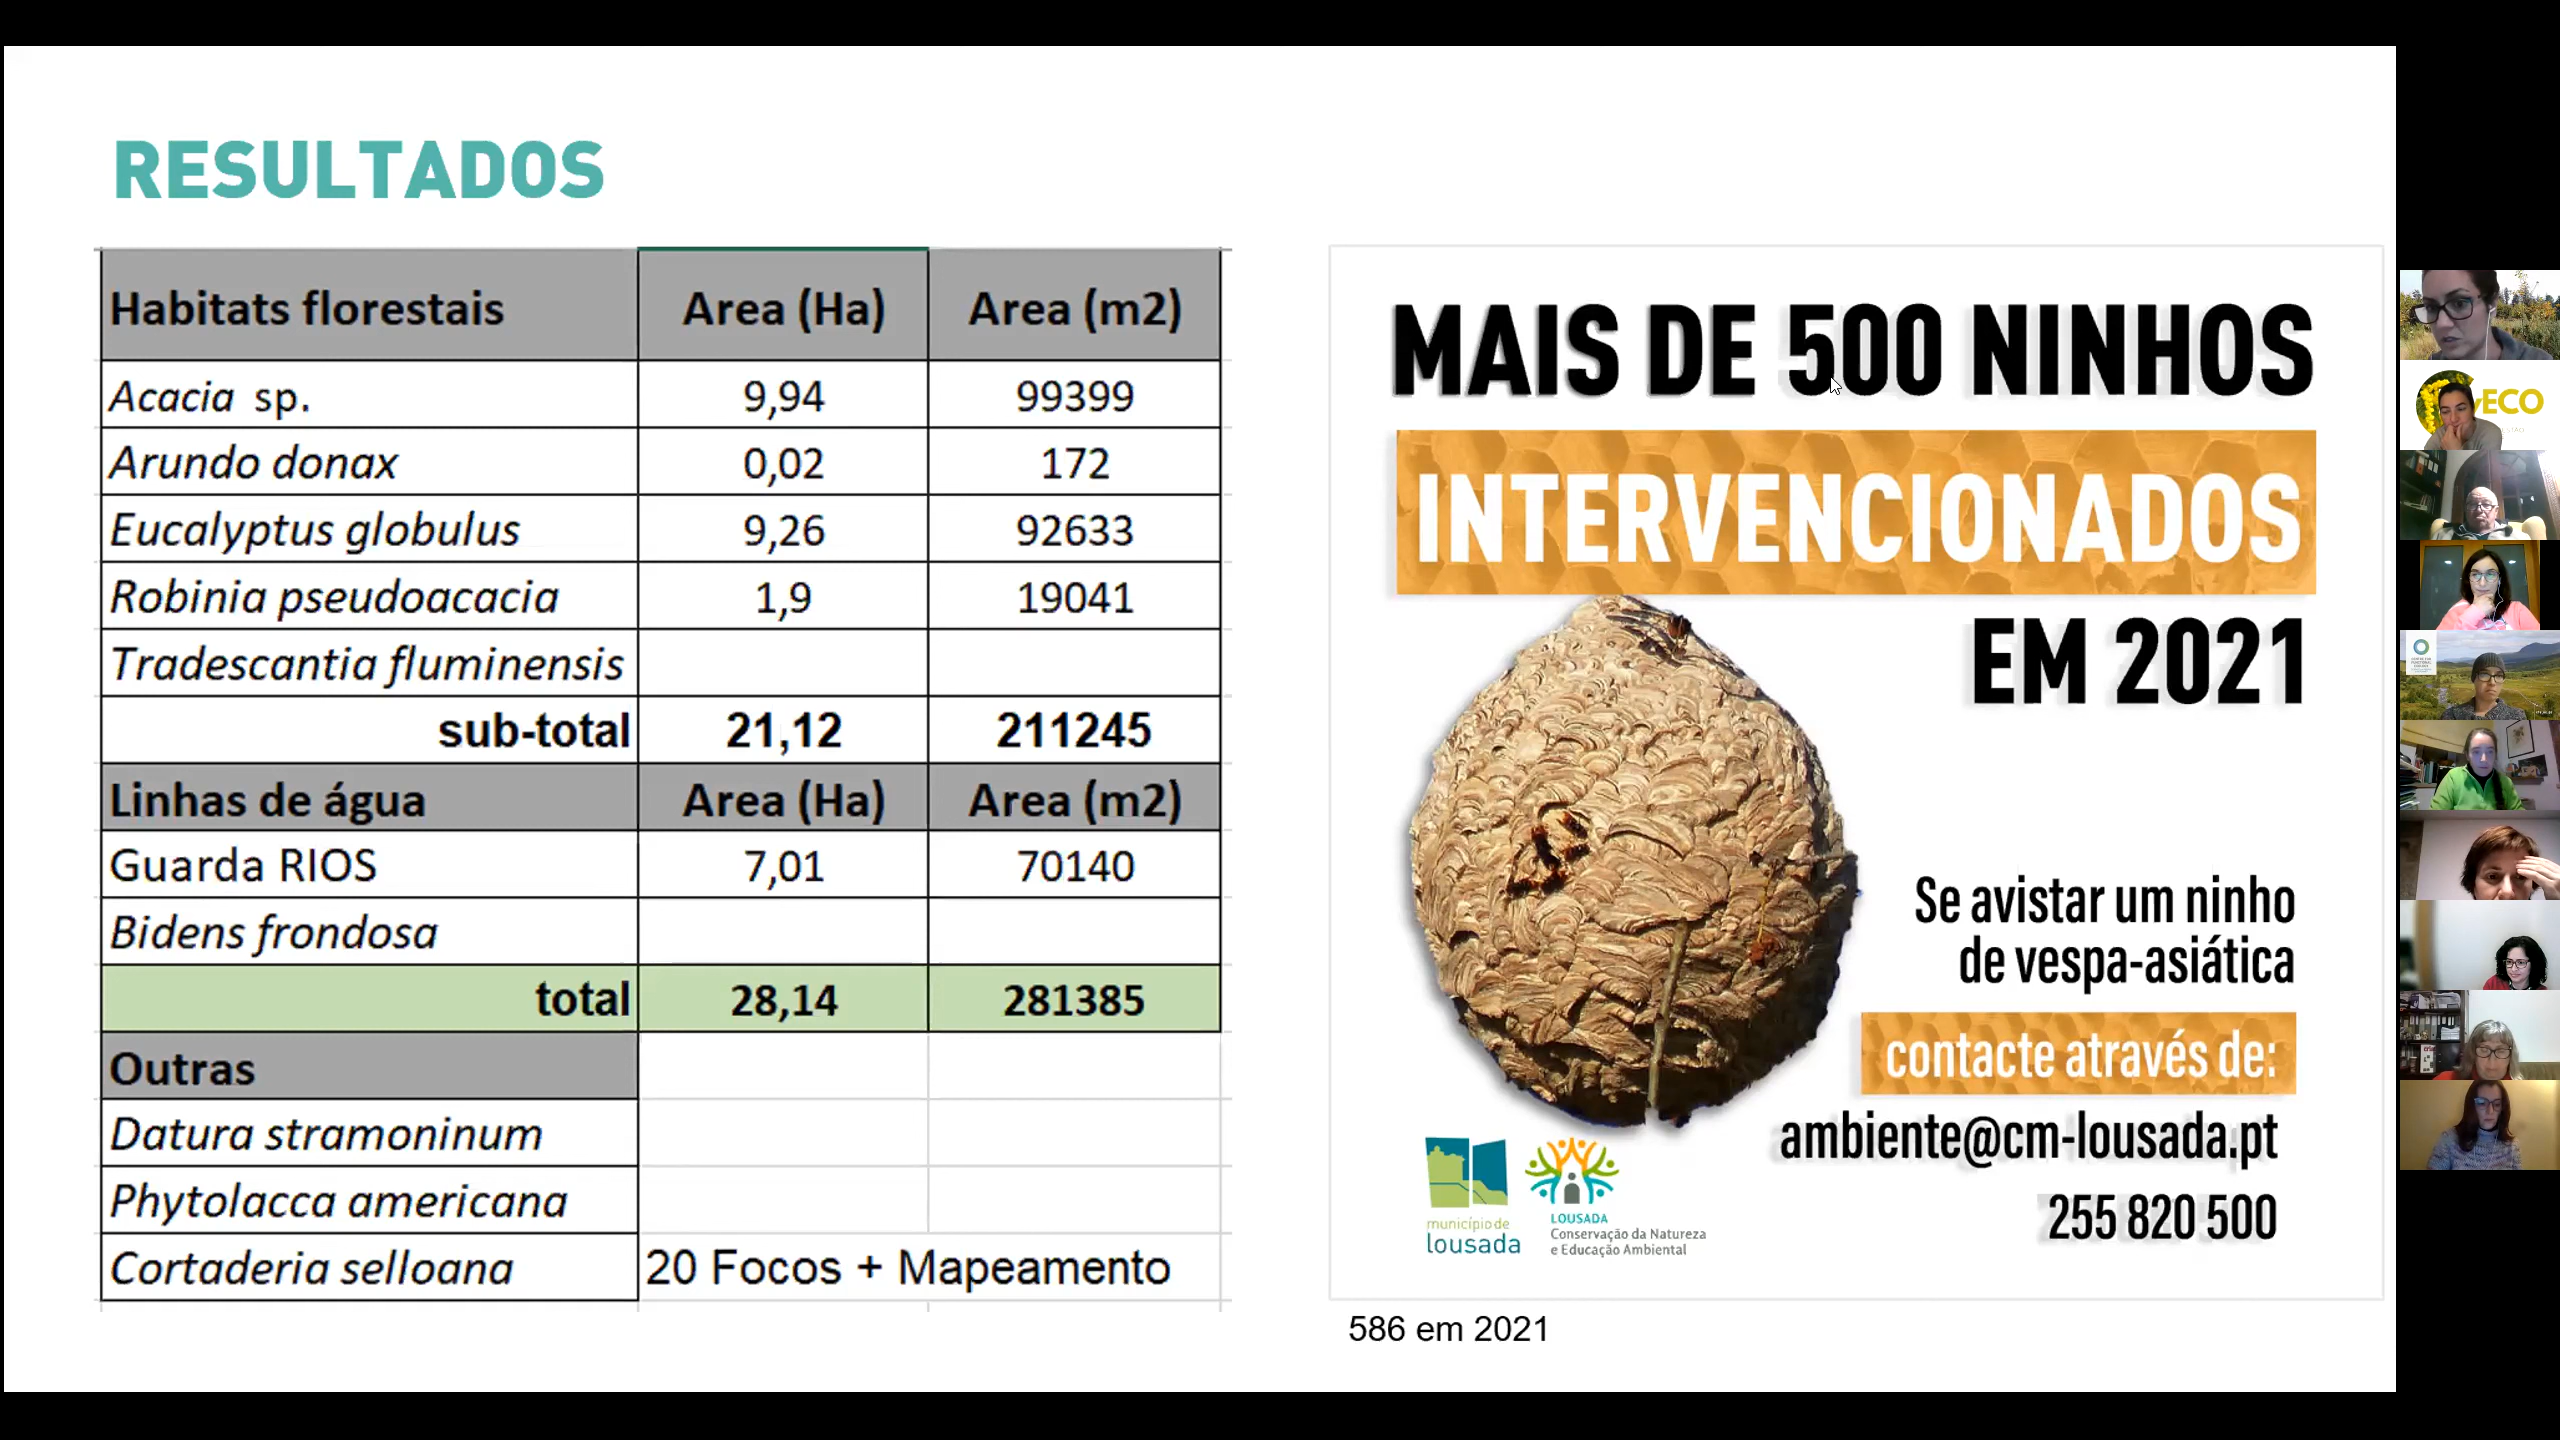 RESULTADOS
Habitats florestais Area (Ha) Area (m2)
Acacia sp. 9,94 99399
Arundo donax 0,02 172
Eucalyptus globulus 9,26 92633
Robinia pseudoacacia 1,9 19041
Tradescantia fluminensis
sub-total 21,12 211245
Linhas de água Area (Ha) Area (m2)
Guarda RIOS 7,01 70140
Bidens frondosa
total 28,14 281385
Outras
Datura stramoninum
Phytolacca americana
Cortaderia selloana 20 Focos + Mapeamento
MAIS DE 500 NINHOS
INTERVENCIONADOS
EM 2021
Se avistar um ninho
de vespa-asiática
contacte através de:
ambiente@cm-lousada.pt
255 820 500
município de
lousada
LOUSADA
Conservação da Natureza
e Educação Ambiental
586 em 2021
ECO